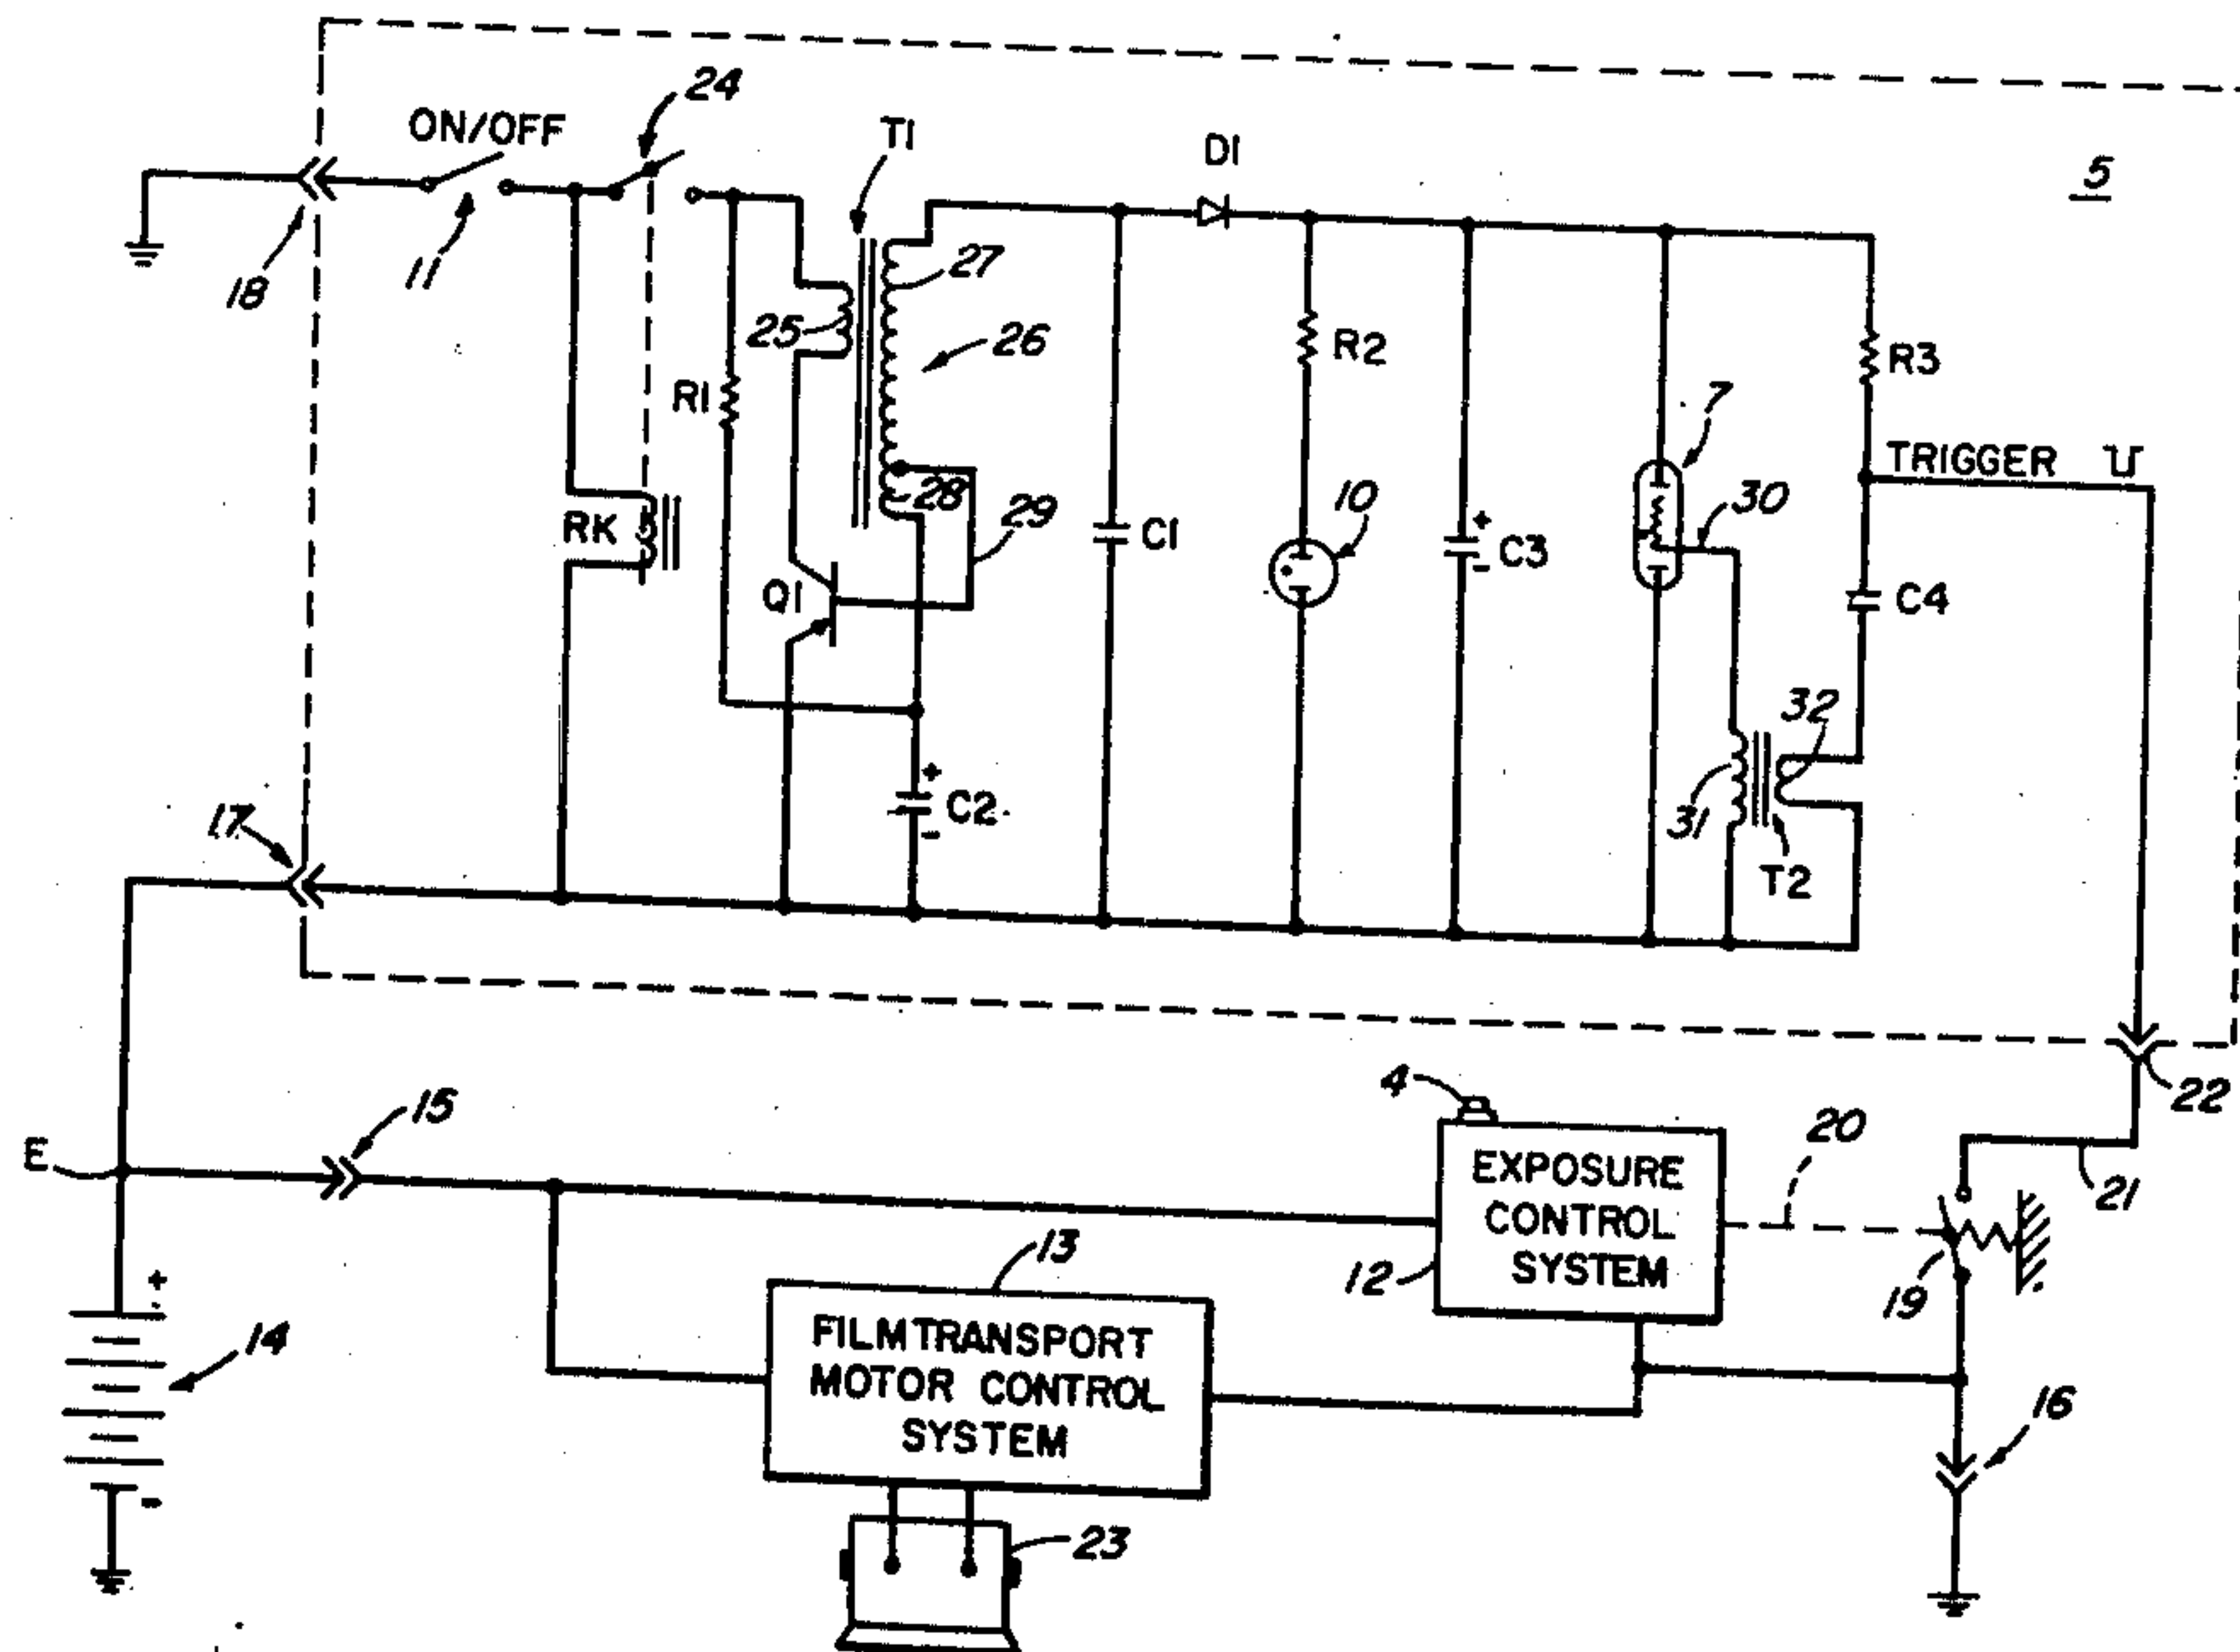 24
ON/OFF
T1
D1
5
18
11
27
25
26
R1
R2
R3
7
TRIGGER
28
29
10
30
RK
C1
C3
+
-
Q1
C4
32
+
C2
-
17
31
T2
15
4
20
22
E
EXPOSURE
CONTROL
SYSTEM
21
13
12
19
+
14
FILM TRANSPORT
MOTOR CONTROL
SYSTEM
16
-
23